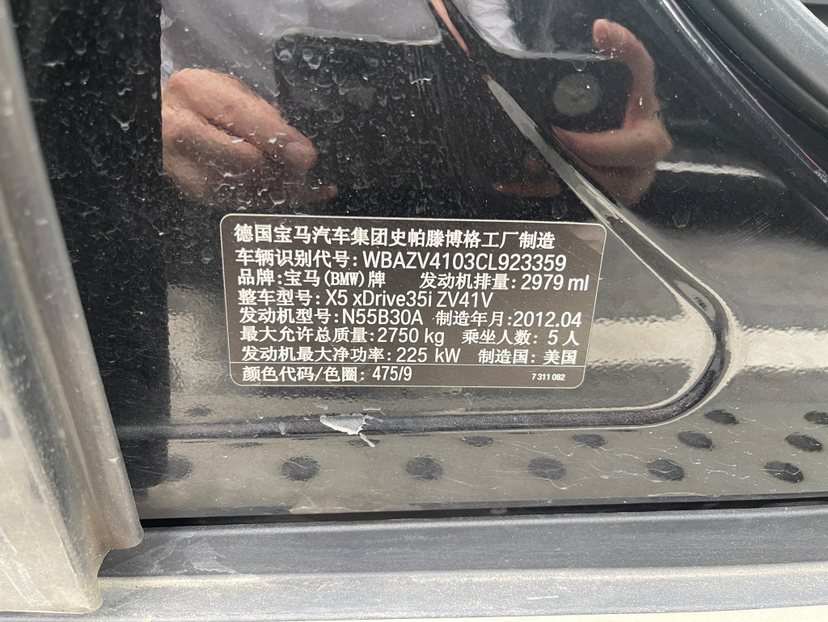 德国宝马汽车集团史帕滕博格工厂制造
车辆识别代号: WBAZV4103CL923359
品牌: 宝马(BMW)牌 发动机排量: 2979 ml
整车型号: X5 xDrive35i ZV41V
发动机型号: N55B30A 制造年月: 2012.04
最大允许总质量: 2750 kg 乘坐人数: 5 人
发动机最大净功率: 225 kW 制造国: 美国
颜色代码/色圈: 475/9 7 311 082